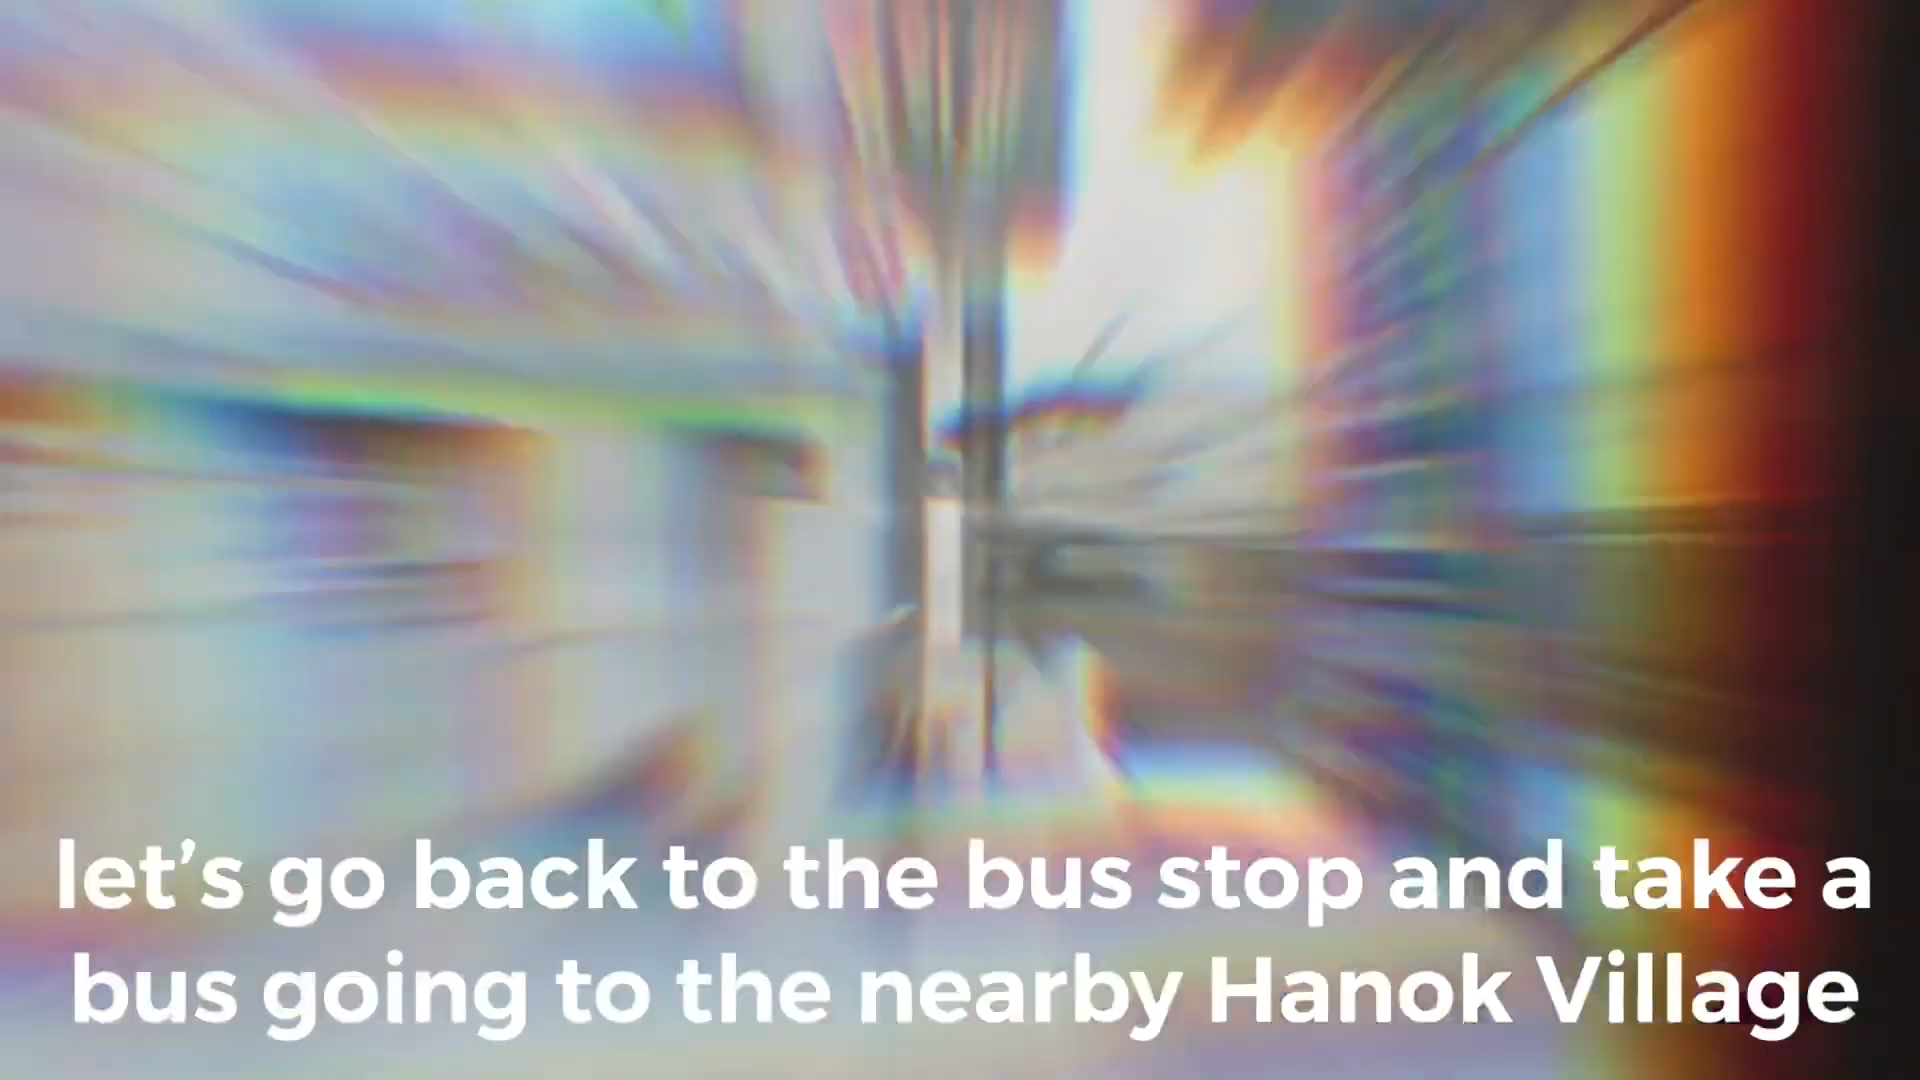 let’s go back to the bus stop and take a
bus going to the nearby Hanok Village